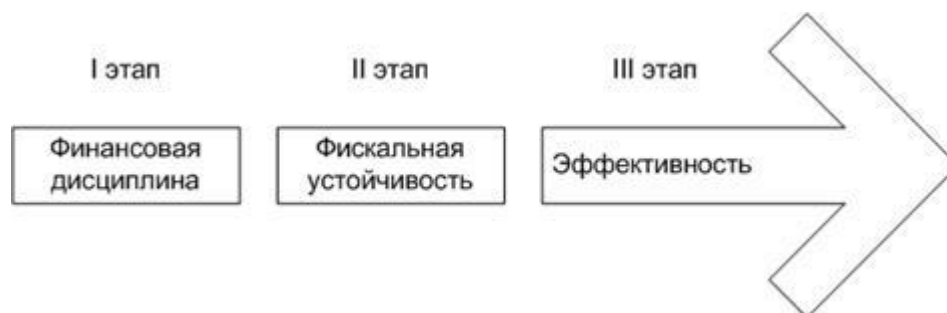 I этап
II этап
III этап
Финансовая
дисциплина
Фискальная
устойчивость
Эффективность